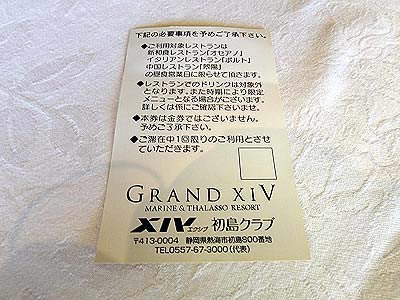 下記の必要事項を予めご了承下さい。
◆ご利用対象レストランは
新和食レストラン「オセアノ」
イタリアンレストラン「ポルト」
中国レストラン「翠陽」
の昼食営業日に限らせて頂きます。
◆レストランでのドリンクは対象外
となります。また時期により限定
メニューとなる場合がございます。
詳しくは係にご確認下さいませ。
◆本券は金券ではございません。
予めご了承下さい。
◆ご滞在中1回限りのご利用とさせ
ていただきます。
GRAND XIV
MARINE & THALASSO RESORT
XIV エクシブ 初島クラブ
〒413-0004 静岡県熱海市初島800番地
TEL0557-67-3000(代表)